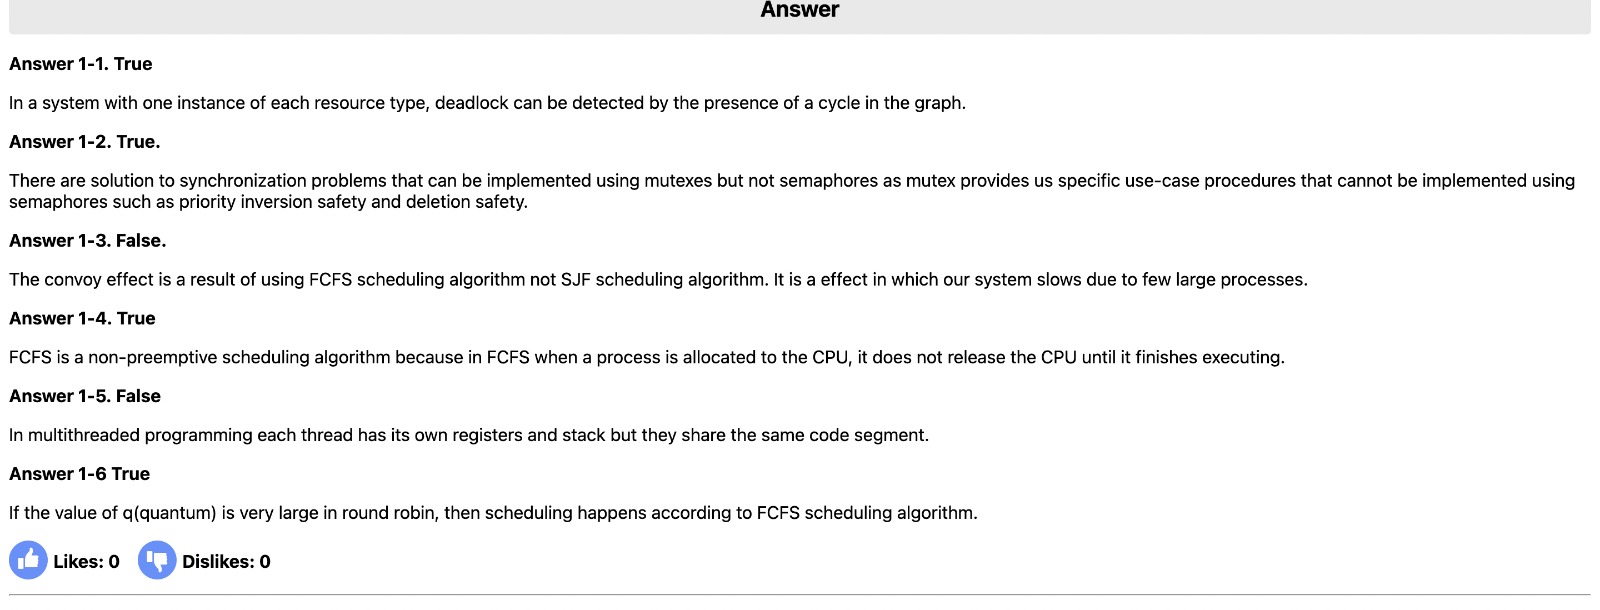 Answer
Answer 1-1. True
In a system with one instance of each resource type, deadlock can be detected by the presence of a cycle in the graph.
Answer 1-2. True.
There are solution to synchronization problems that can be implemented using mutexes but not semaphores as mutex provides us specific use-case procedures that cannot be implemented using
semaphores such as priority inversion safety and deletion safety.
Answer 1-3. False.
The convoy effect is a result of using FCFS scheduling algorithm not SJF scheduling algorithm. It is a effect in which our system slows due to few large processes.
Answer 1-4. True
FCFS is a non-preemptive scheduling algorithm because in FCFS when a process is allocated to the CPU, it does not release the CPU until it finishes executing.
Answer 1-5. False
In multithreaded programming each thread has its own registers and stack but they share the same code segment.
Answer 1-6 True
If the value of q(quantum) is very large in round robin, then scheduling happens according to FCFS scheduling algorithm.
Likes: 0 Dislikes: 0